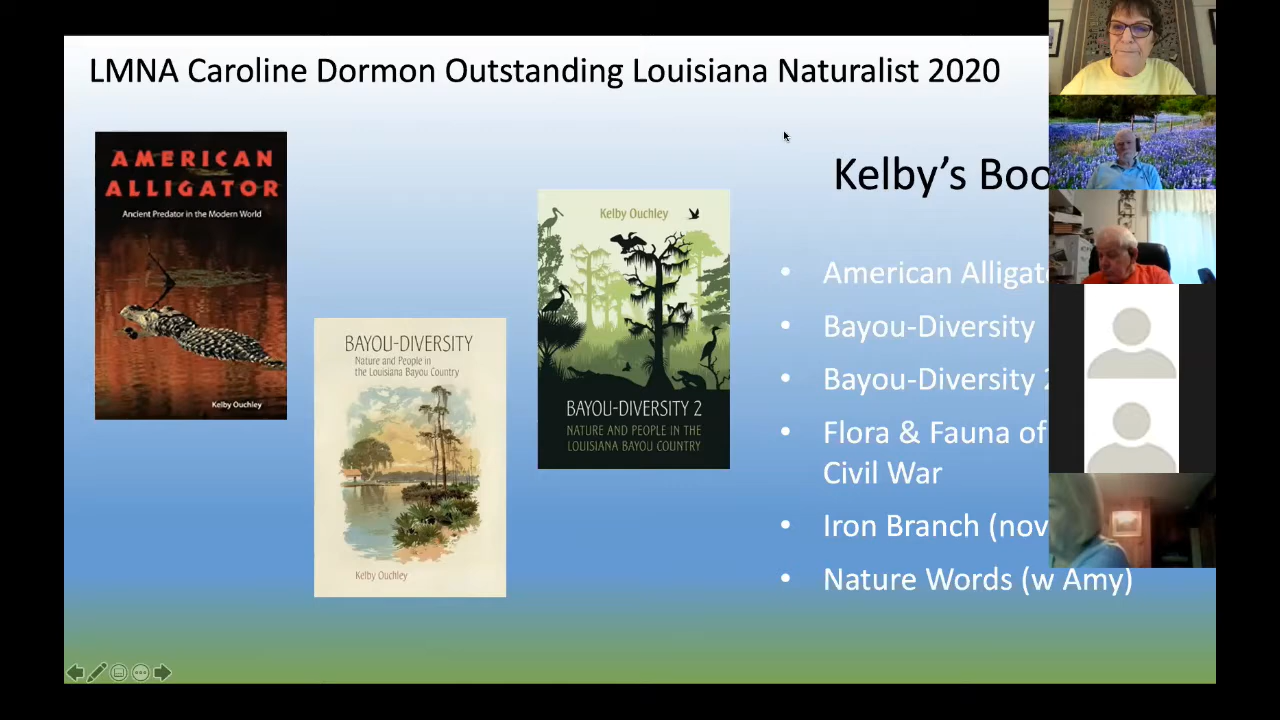 LMNA Caroline Dormon Outstanding Louisiana Naturalist 2020
AMERICAN
ALLIGATOR
Ancient Predator in the Modern World
Kelby Ouchley
BAYOU-DIVERSITY
Nature and People in
the Louisiana Bayou Country
Kelby Ouchley
Kelby Ouchley
BAYOU-DIVERSITY 2
NATURE AND PEOPLE IN THE
LOUISIANA BAYOU COUNTRY
Kelby's
• American
• Bayou-Diversity
• Bayou-Diversity
• Flora & Fauna of
Civil War
• Iron Branch
• Nature Words (w Amy)